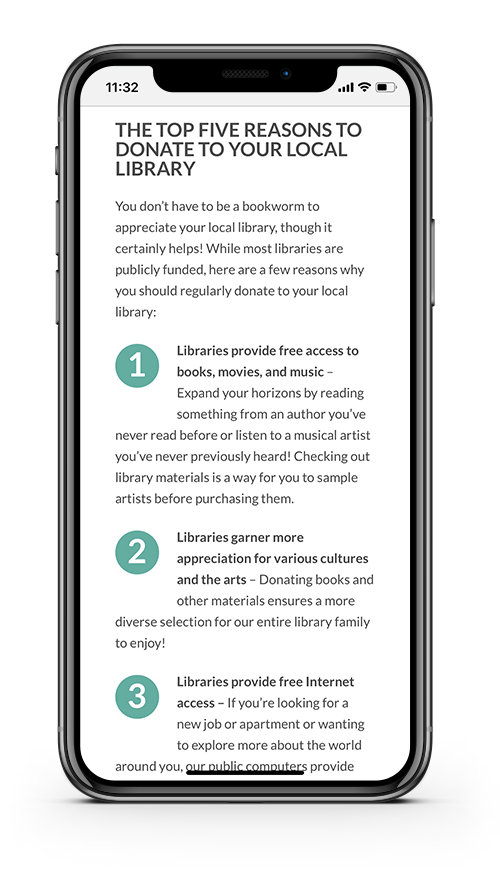 11:32
THE TOP FIVE REASONS TO
DONATE TO YOUR LOCAL
LIBRARY
You don’t have to be a bookworm to
appreciate your local library, though it
certainly helps! While most libraries are
publicly funded, here are a few reasons why
you should regularly donate to your local
library:
1
Libraries provide free access to
books, movies, and music –
Expand your horizons by reading
something from an author you’ve
never read before or listen to a musical artist
you’ve never previously heard! Checking out
library materials is a way for you to sample
artists before purchasing them.
2
Libraries garner more
appreciation for various cultures
and the arts – Donating books and
other materials ensures a more
diverse selection for our entire library family
to enjoy!
3
Libraries provide free Internet
access – If you’re looking for a
new job or apartment or wanting
to explore more about the world
around you, our public computers provide